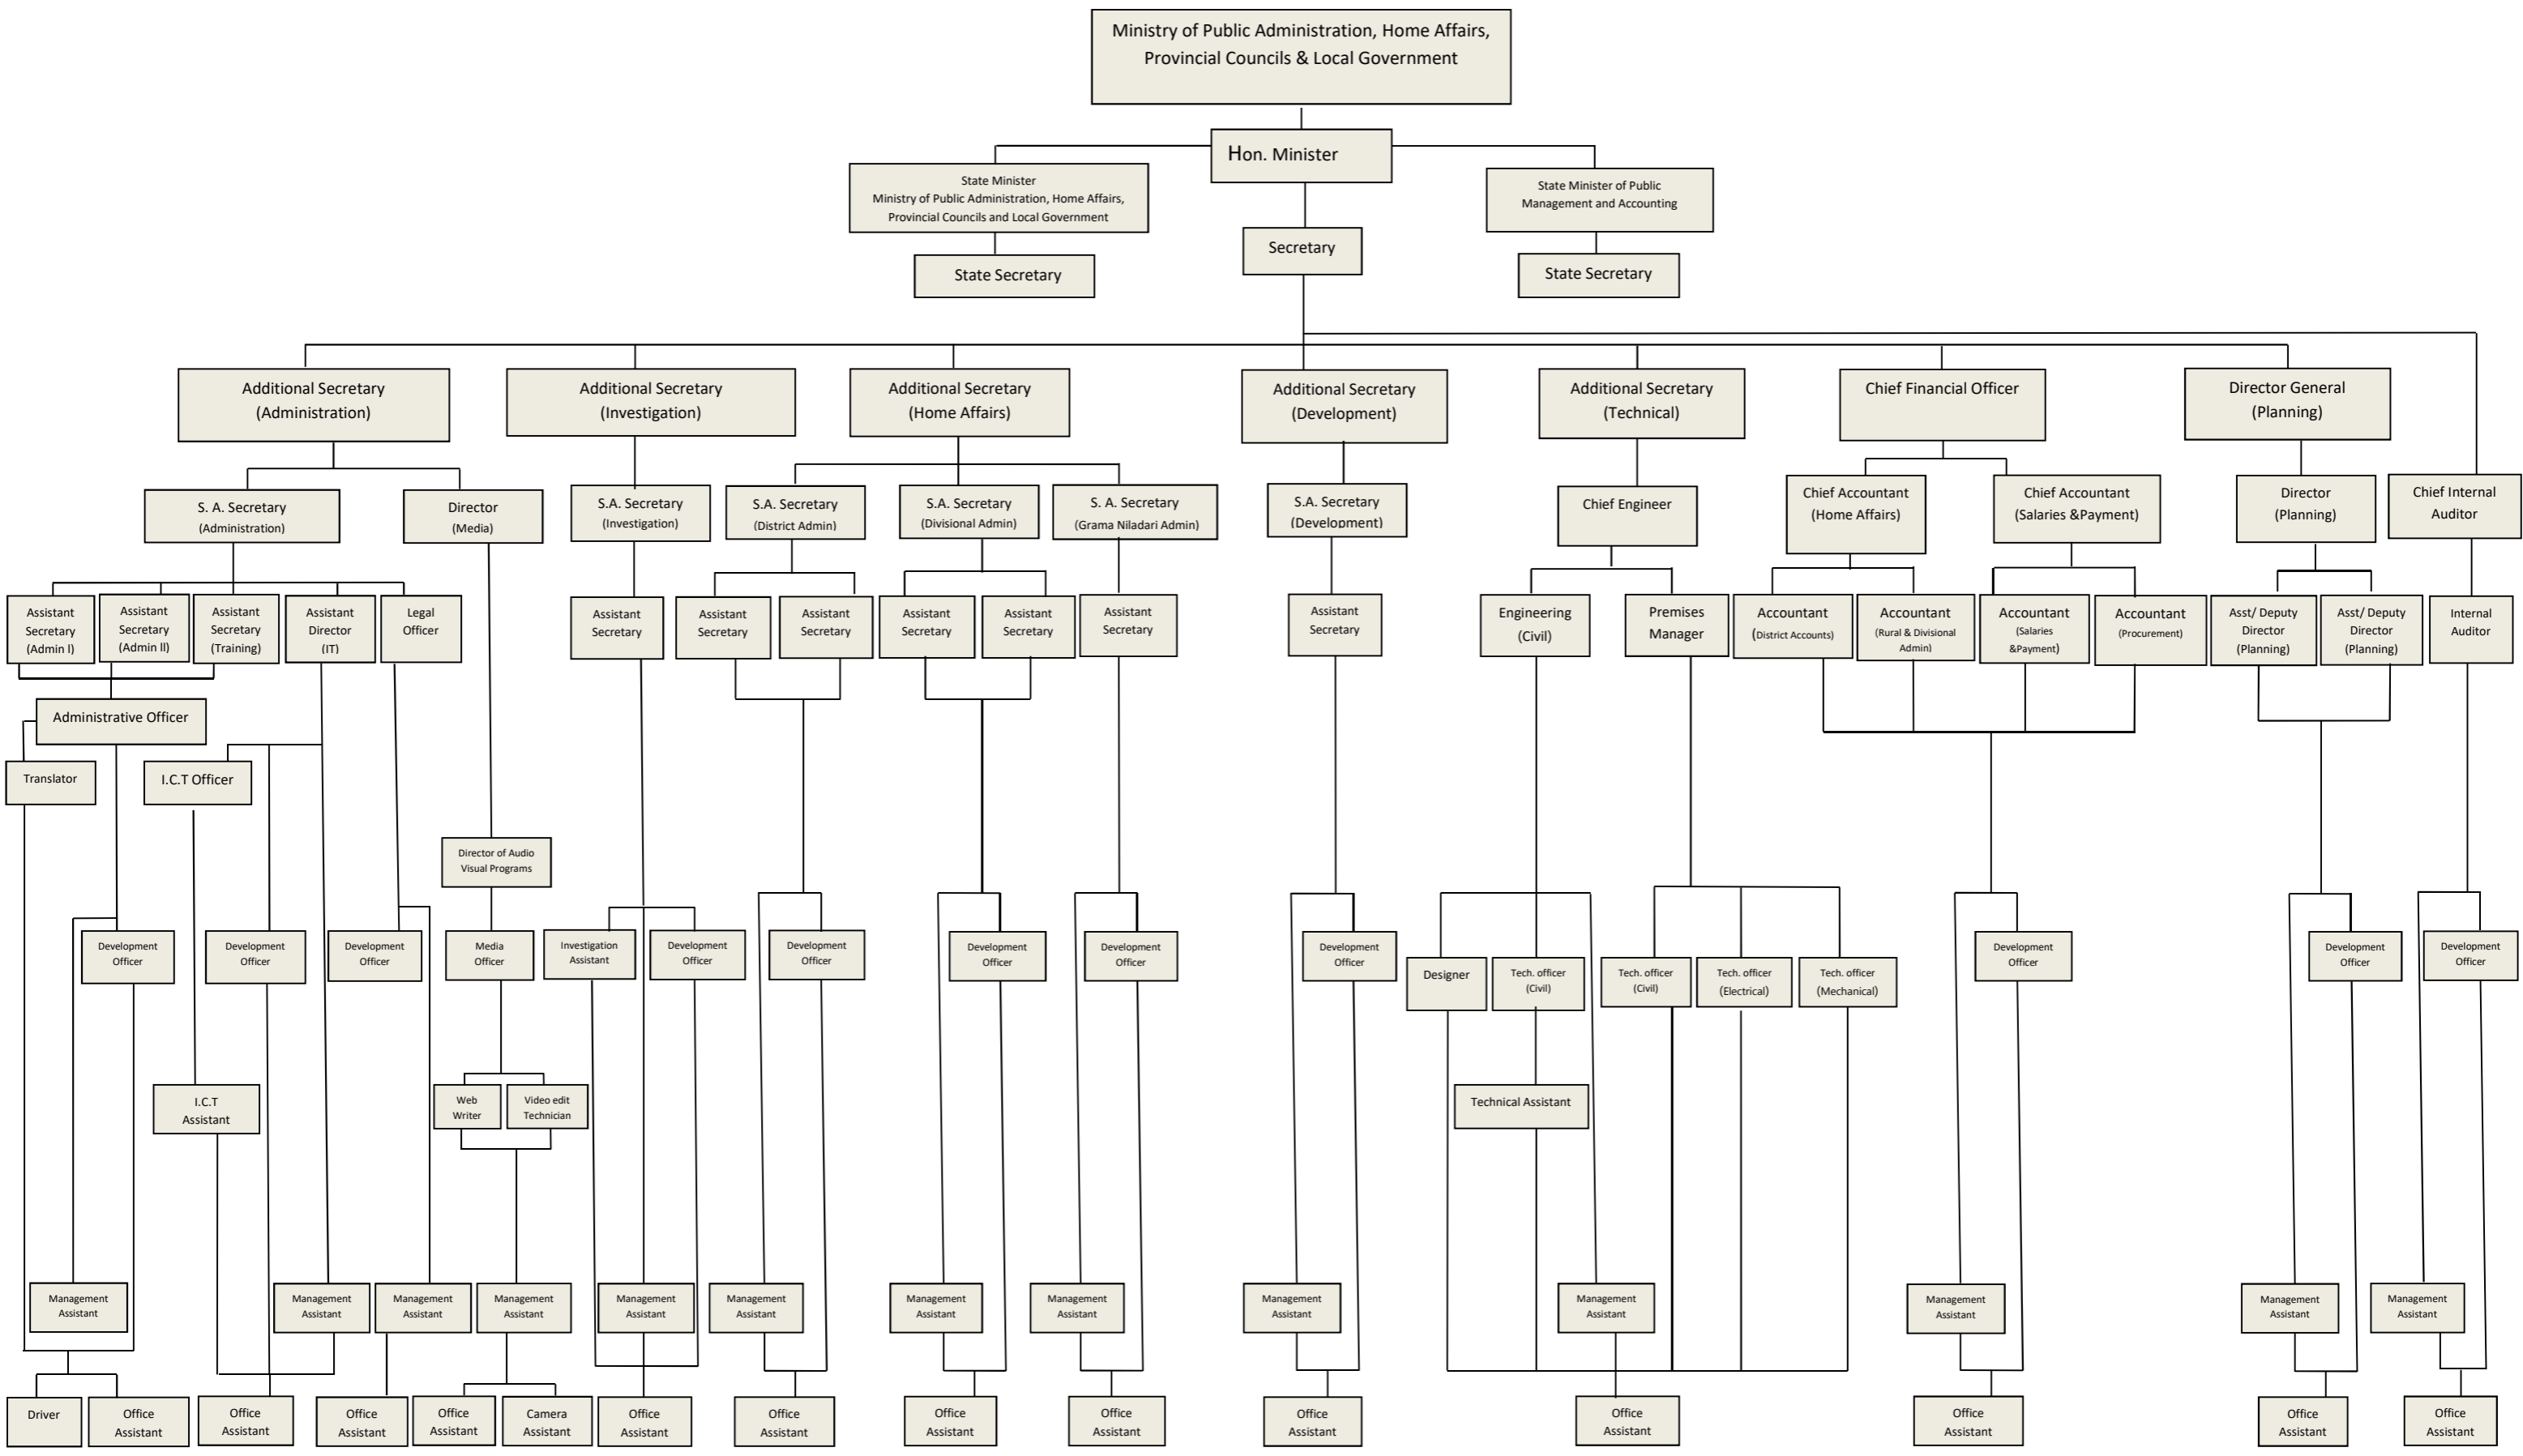 Ministry of Public Administration, Home Affairs,
Provincial Councils & Local Government
Hon. Minister
State Minister
Ministry of Public Administration, Home Affairs,
Provincial Councils and Local Government
State Minister of Public
Management and Accounting
Secretary
State Secretary
State Secretary
Additional Secretary
(Administration)
Additional Secretary
(Investigation)
Additional Secretary
(Home Affairs)
Additional Secretary
(Development)
Additional Secretary
(Technical)
Chief Financial Officer
Director General
(Planning)
S. A. Secretary
(Administration)
Director
(Media)
S.A. Secretary
(Investigation)
S.A. Secretary
(District Admin)
S.A. Secretary
(Divisional Admin)
S. A. Secretary
(Grama Niladari Admin)
S.A. Secretary
(Development)
Chief Engineer
Chief Accountant
(Home Affairs)
Chief Accountant
(Salaries &Payment)
Director
(Planning)
Chief Internal
Auditor
Assistant
Secretary
(Admin I)
Assistant
Secretary
(Admin II)
Assistant
Secretary
(Training)
Assistant
Director
(IT)
Legal
Officer
Assistant
Secretary
Assistant
Secretary
Assistant
Secretary
Assistant
Secretary
Assistant
Secretary
Assistant
Secretary
Assistant
Secretary
Engineering
(Civil)
Premises
Manager
Accountant
(District Accounts)
Accountant
(Rural & Divisional
Admin)
Accountant
(Salaries
&Payment)
Accountant
(Procurement)
Asst/ Deputy
Director
(Planning)
Asst/ Deputy
Director
(Planning)
Internal
Auditor
Administrative Officer
Translator
I.C.T Officer
Director of Audio
Visual Programs
Development
Officer
Development
Officer
Development
Officer
Media
Officer
Investigation
Assistant
Development
Officer
Development
Officer
Development
Officer
Development
Officer
Development
Officer
Designer
Tech. officer
(Civil)
Tech. officer
(Civil)
Tech. officer
(Electrical)
Tech. officer
(Mechanical)
Development
Officer
Development
Officer
Development
Officer
I.C.T
Assistant
Web
Writer
Video edit
Technician
Technical Assistant
Management
Assistant
Management
Assistant
Management
Assistant
Management
Assistant
Management
Assistant
Management
Assistant
Management
Assistant
Management
Assistant
Management
Assistant
Management
Assistant
Management
Assistant
Management
Assistant
Management
Assistant
Driver
Office
Assistant
Office
Assistant
Office
Assistant
Office
Assistant
Camera
Assistant
Office
Assistant
Office
Assistant
Office
Assistant
Office
Assistant
Office
Assistant
Office
Assistant
Office
Assistant
Office
Assistant
Office
Assistant